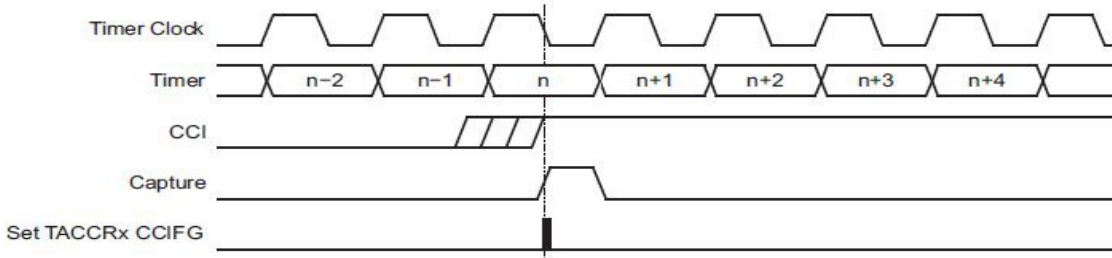 Timer Clock
Timer n−2 n−1 n n+1 n+2 n+3 n+4
CCI
Capture
Set TACCRx CCIFG